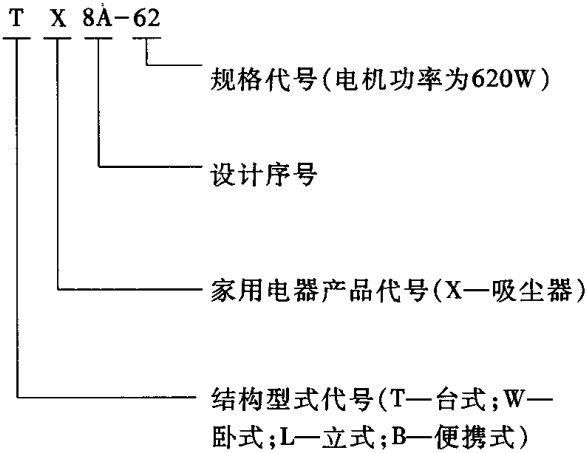 T X 8A-62
规格代号(电机功率为620W)
设计序号
家用电器产品代号(X—吸尘器)
结构型式代号(T—台式;W—
卧式;L—立式;B—便携式)